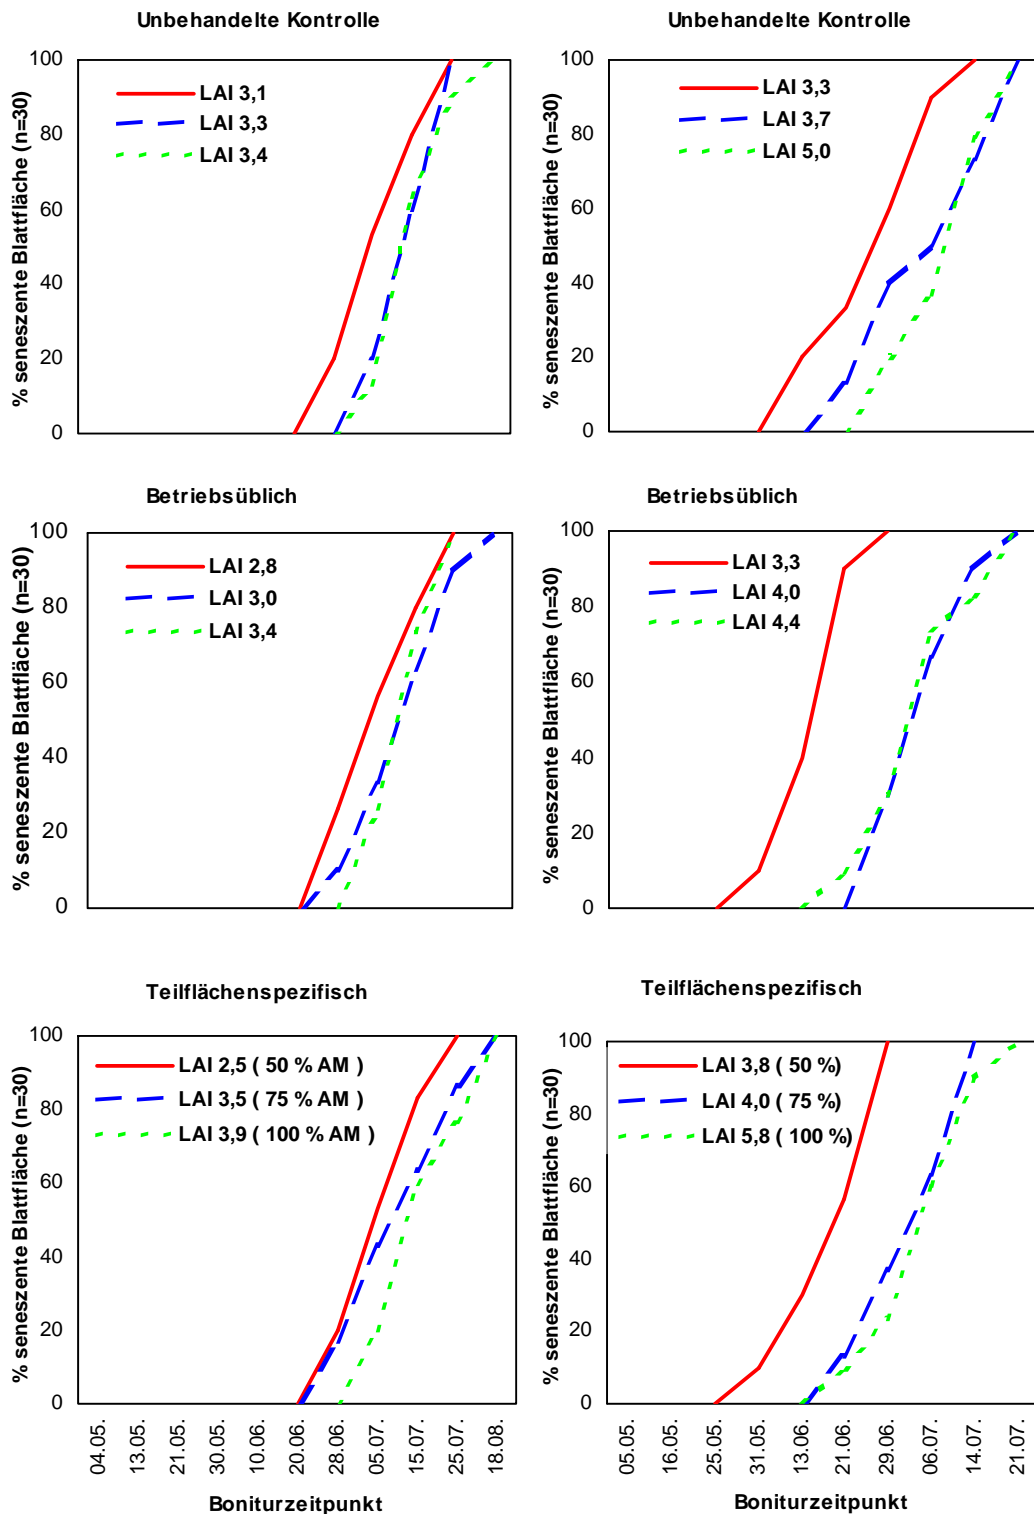 Unbehandelte Kontrolle
% seneszente Blattfläche (n=30)
100
80
60
40
20
0
LAI 3,1
LAI 3,3
LAI 3,4
Unbehandelte Kontrolle
% seneszente Blattfläche (n=30)
100
80
60
40
20
0
LAI 3,3
LAI 3,7
LAI 5,0
Betriebsüblich
% seneszente Blattfläche (n=30)
100
80
60
40
20
0
LAI 2,8
LAI 3,0
LAI 3,4
Betriebsüblich
% seneszente Blattfläche (n=30)
100
80
60
40
20
0
LAI 3,3
LAI 4,0
LAI 4,4
Teilflächenspezifisch
% seneszente Blattfläche (n=30)
100
80
60
40
20
0
LAI 2,5 ( 50 % AM )
LAI 3,5 ( 75 % AM )
LAI 3,9 ( 100 % AM )
04.05.
13.05.
21.05.
30.05.
10.06.
20.06.
28.06.
05.07.
15.07.
25.07.
18.08.
Boniturzeitpunkt
Teilflächenspezifisch
% seneszente Blattfläche (n=30)
100
80
60
40
20
0
LAI 3,8 ( 50 %)
LAI 4,0 ( 75 %)
LAI 5,8 ( 100 %)
05.05.
16.05.
25.05.
31.05.
13.06.
21.06.
29.06.
06.07.
14.07.
21.07.
Boniturzeitpunkt